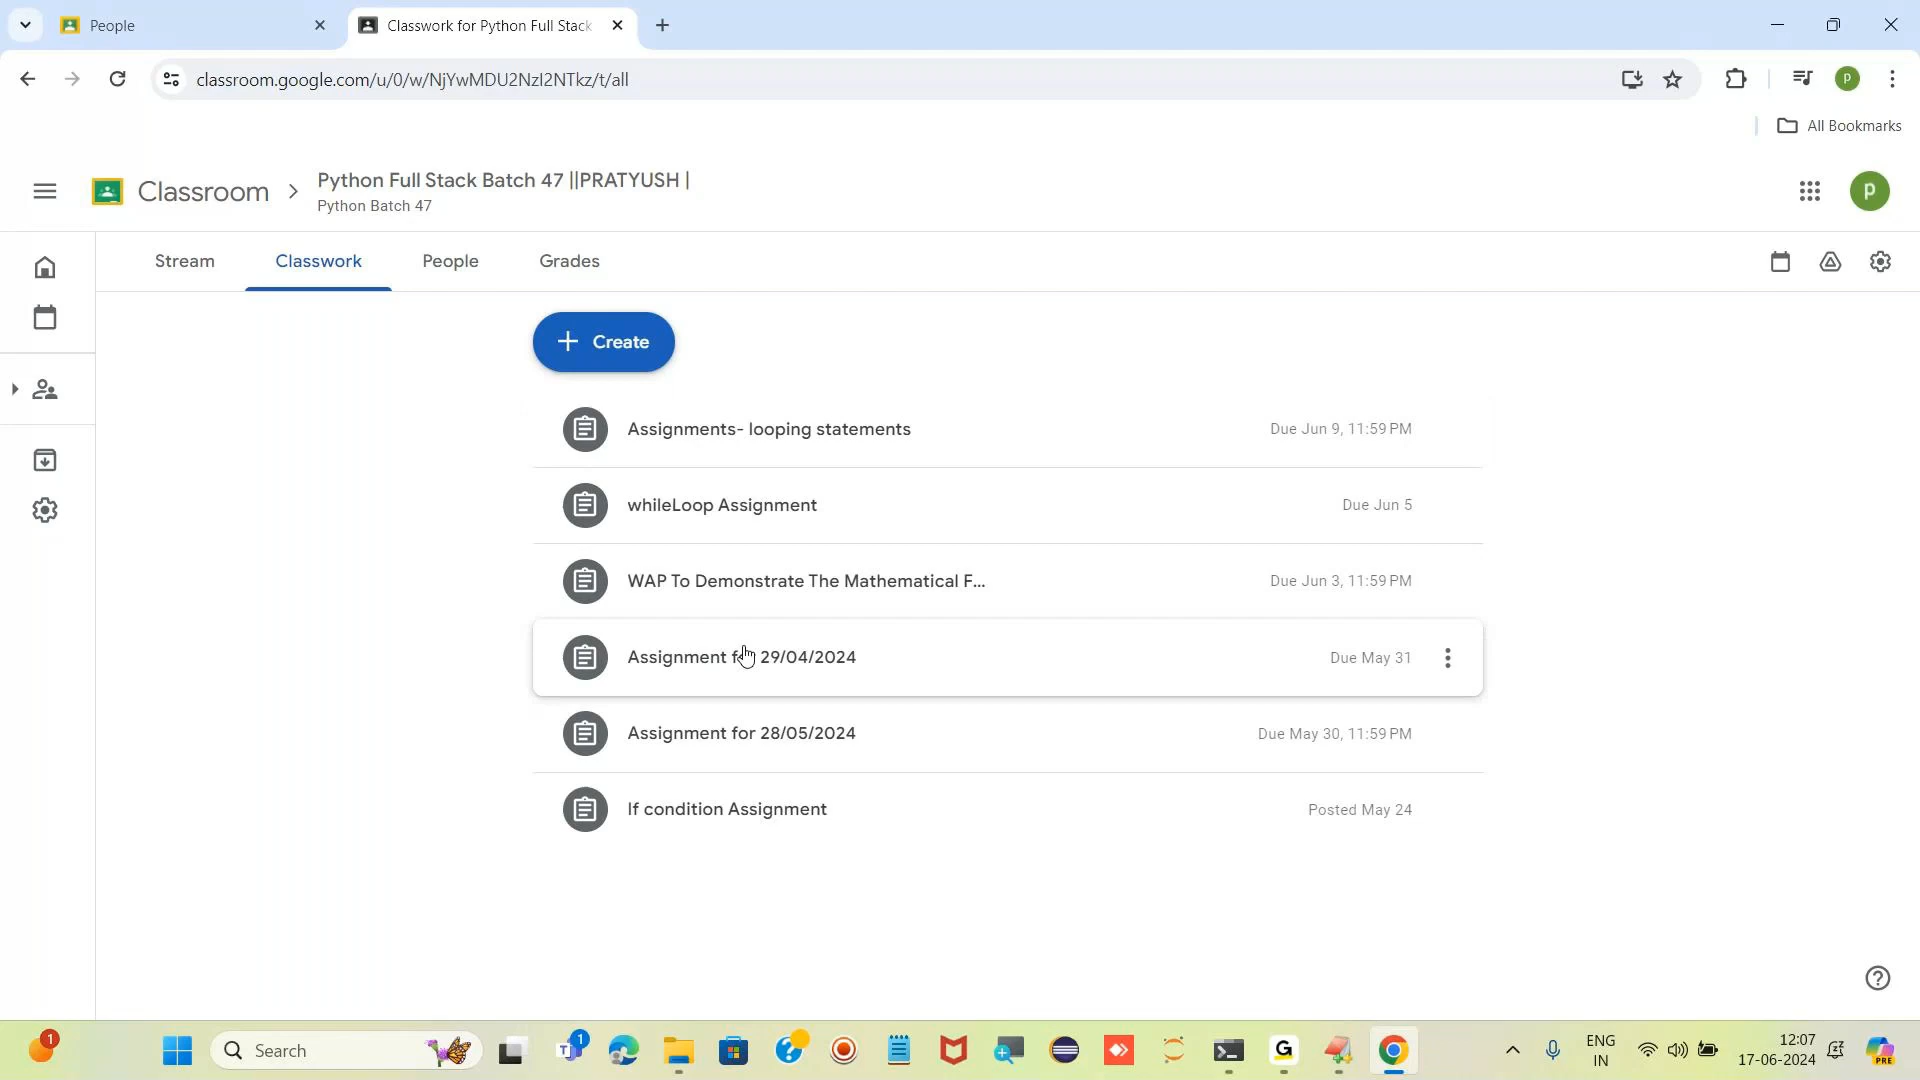 People
Classwork for Python Full Stack
classroom.google.com/u/0/w/NjYwMDU2NzI2NTkz/t/all
P
All Bookmarks
Classroom
Python Full Stack Batch 47 ||PRATYUSH |
Python Batch 47
p
Stream
Classwork
People
Grades
Create
Assignments- looping statements
Due Jun 9, 11:59 PM
whileLoop Assignment
Due Jun 5
WAP To Demonstrate The Mathematical F...
Due Jun 3, 11:59 PM
Assignment for 29/04/2024
Due May 31
Assignment for 28/05/2024
Due May 30, 11:59 PM
If condition Assignment
Posted May 24
1
Search
1
G
ENG
IN
12:07
17-06-2024
PRE